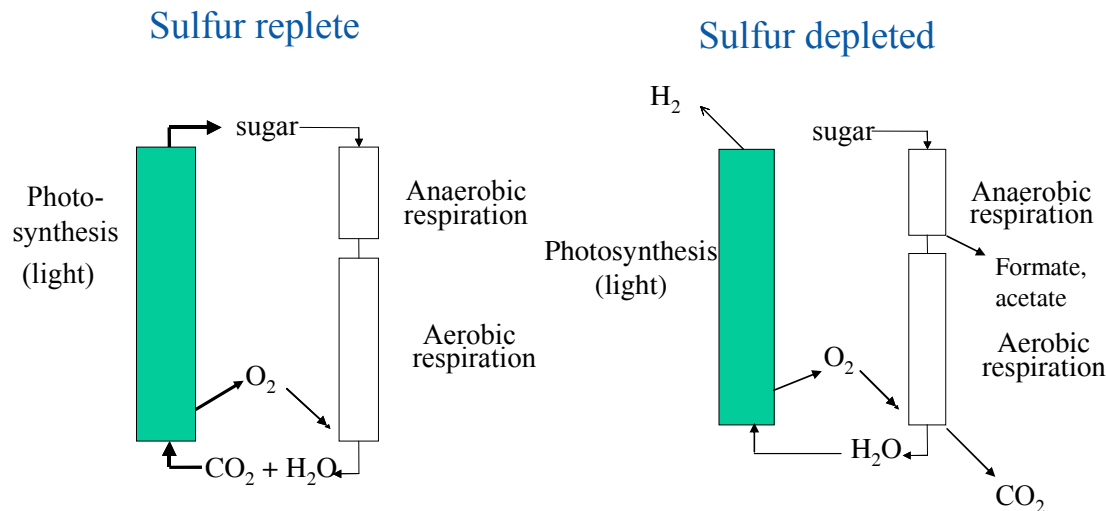 Sulfur replete
sugar
Photo-
synthesis
(light)
Anaerobic
respiration
Aerobic
respiration
O₂
CO₂ + H₂O
Sulfur depleted
H₂
sugar
Photosynthesis
(light)
Anaerobic
respiration
Formate,
acetate
Aerobic
respiration
O₂
H₂O
CO₂